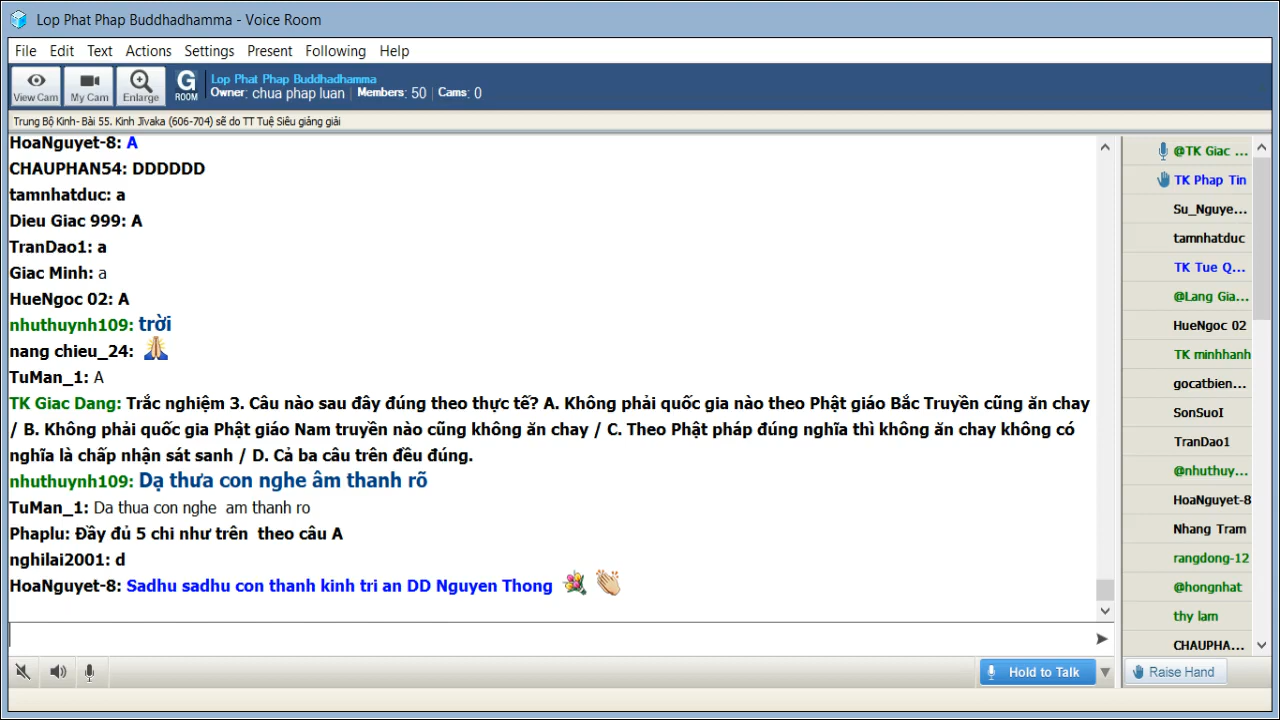 Lop Phat Phap Buddhadhamma - Voice Room
File Edit Text Actions Settings Present Following Help
View Cam My Cam Enlarge G ROOM
Lop Phat Phap Buddhadhamma
Owner: chua phap luan Members: 50 Cams: 0
Trung Bộ Kinh- Bài 55. Kinh Jīvaka (606-704) sẽ do TT Tuệ Siêu giảng giải
HoaNguyet-8: A
CHAUPHAN54: DDDDDD
tamnhatduc: a
Dieu Giac 999: A
TranDao1: a
Giac Minh: a
HueNgoc 02: A
nhuthuynh109: trời
nang chieu_24:
TuMan_1: A
TK Giac Dang: Trắc nghiệm 3. Câu nào sau đây đúng theo thực tế? A. Không phải quốc gia nào theo Phật giáo Bắc Truyền cũng ăn chay
/ B. Không phải quốc gia Phật giáo Nam truyền nào cũng không ăn chay / C. Theo Phật pháp đúng nghĩa thì không ăn chay không có
nghĩa là chấp nhận sát sanh / D. Cả ba câu trên đều đúng.
nhuthuynh109: Dạ thưa con nghe âm thanh rõ
TuMan_1: Da thua con nghe am thanh ro
Phaplu: Đầy đủ 5 chi như trên theo câu A
nghilai2001: d
HoaNguyet-8: Sadhu sadhu con thanh kinh tri an DD Nguyen Thong
@TK Giac ...
TK Phap Tin
Su_Nguye...
tamnhatduc
TK Tue Q...
@Lang Gia...
HueNgoc 02
TK minhhanh
gocatbien...
SonSuoI
TranDao1
@nhuthuy...
HoaNguyet-8
Nhang Tram
rangdong-12
@hongnhat
thy lam
CHAUPHA...
Hold to Talk
Raise Hand